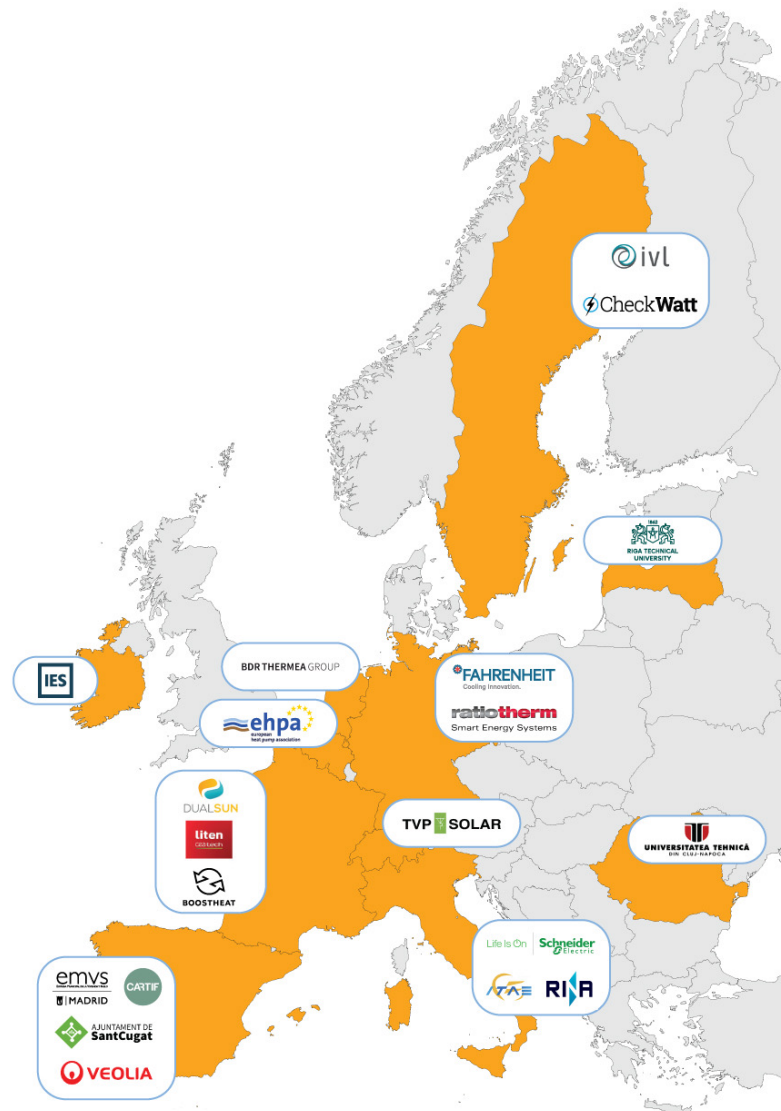 ivl
CheckWatt
1862
RIGA TECHNICAL
UNIVERSITY
IES
BDR THERMEA GROUP
FAHRENHEIT
Cooling Innovation.
ratiotherm
Smart Energy Systems
ehpa
european
heat pump association
DUALSUN
liten
BOOSTHEAT
TVP SOLAR
UNIVERSITATEA TEHNICĂ
DIN CLUJ-NAPOCA
Life Is On
Schneider
Electric
ITAE
RINA
emvs
MADRID
CARTIF
AJUNTAMENT DE
SantCugat
VEOLIA